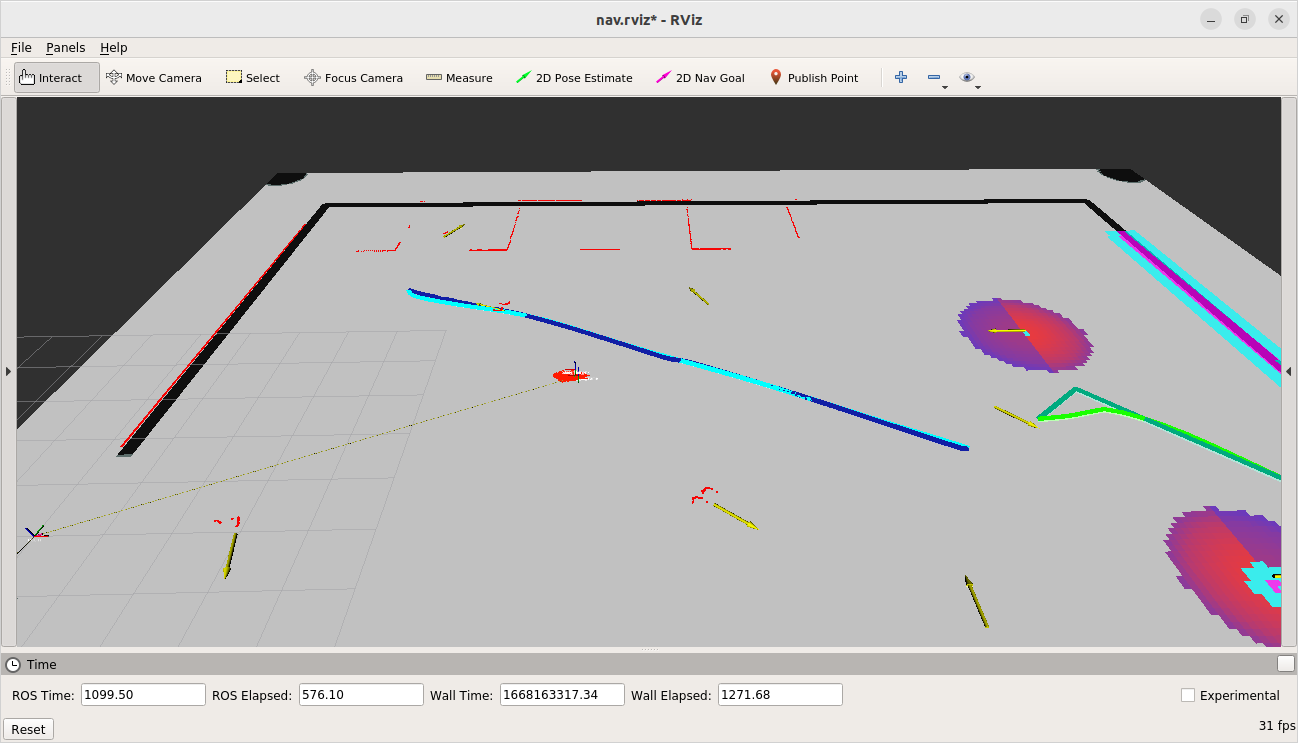 nav.rviz* - RViz
File Panels Help
Interact Move Camera Select Focus Camera Measure 2D Pose Estimate 2D Nav Goal Publish Point
Time
ROS Time: 1099.50 ROS Elapsed: 576.10 Wall Time: 1668163317.34 Wall Elapsed: 1271.68 Experimental
Reset 31 fps